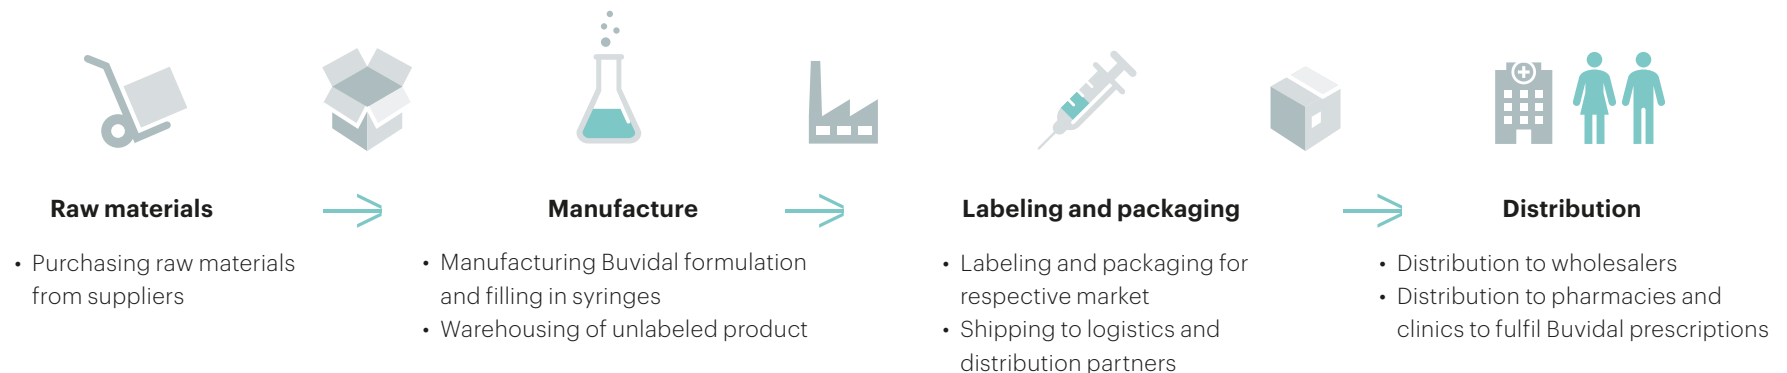 Raw materials
• Purchasing raw materials
from suppliers
Manufacture
• Manufacturing Buvidal formulation
and filling in syringes
• Warehousing of unlabeled product
Labeling and packaging
• Labeling and packaging for
respective market
• Shipping to logistics and
distribution partners
Distribution
• Distribution to wholesalers
• Distribution to pharmacies and
clinics to fulfil Buvidal prescriptions